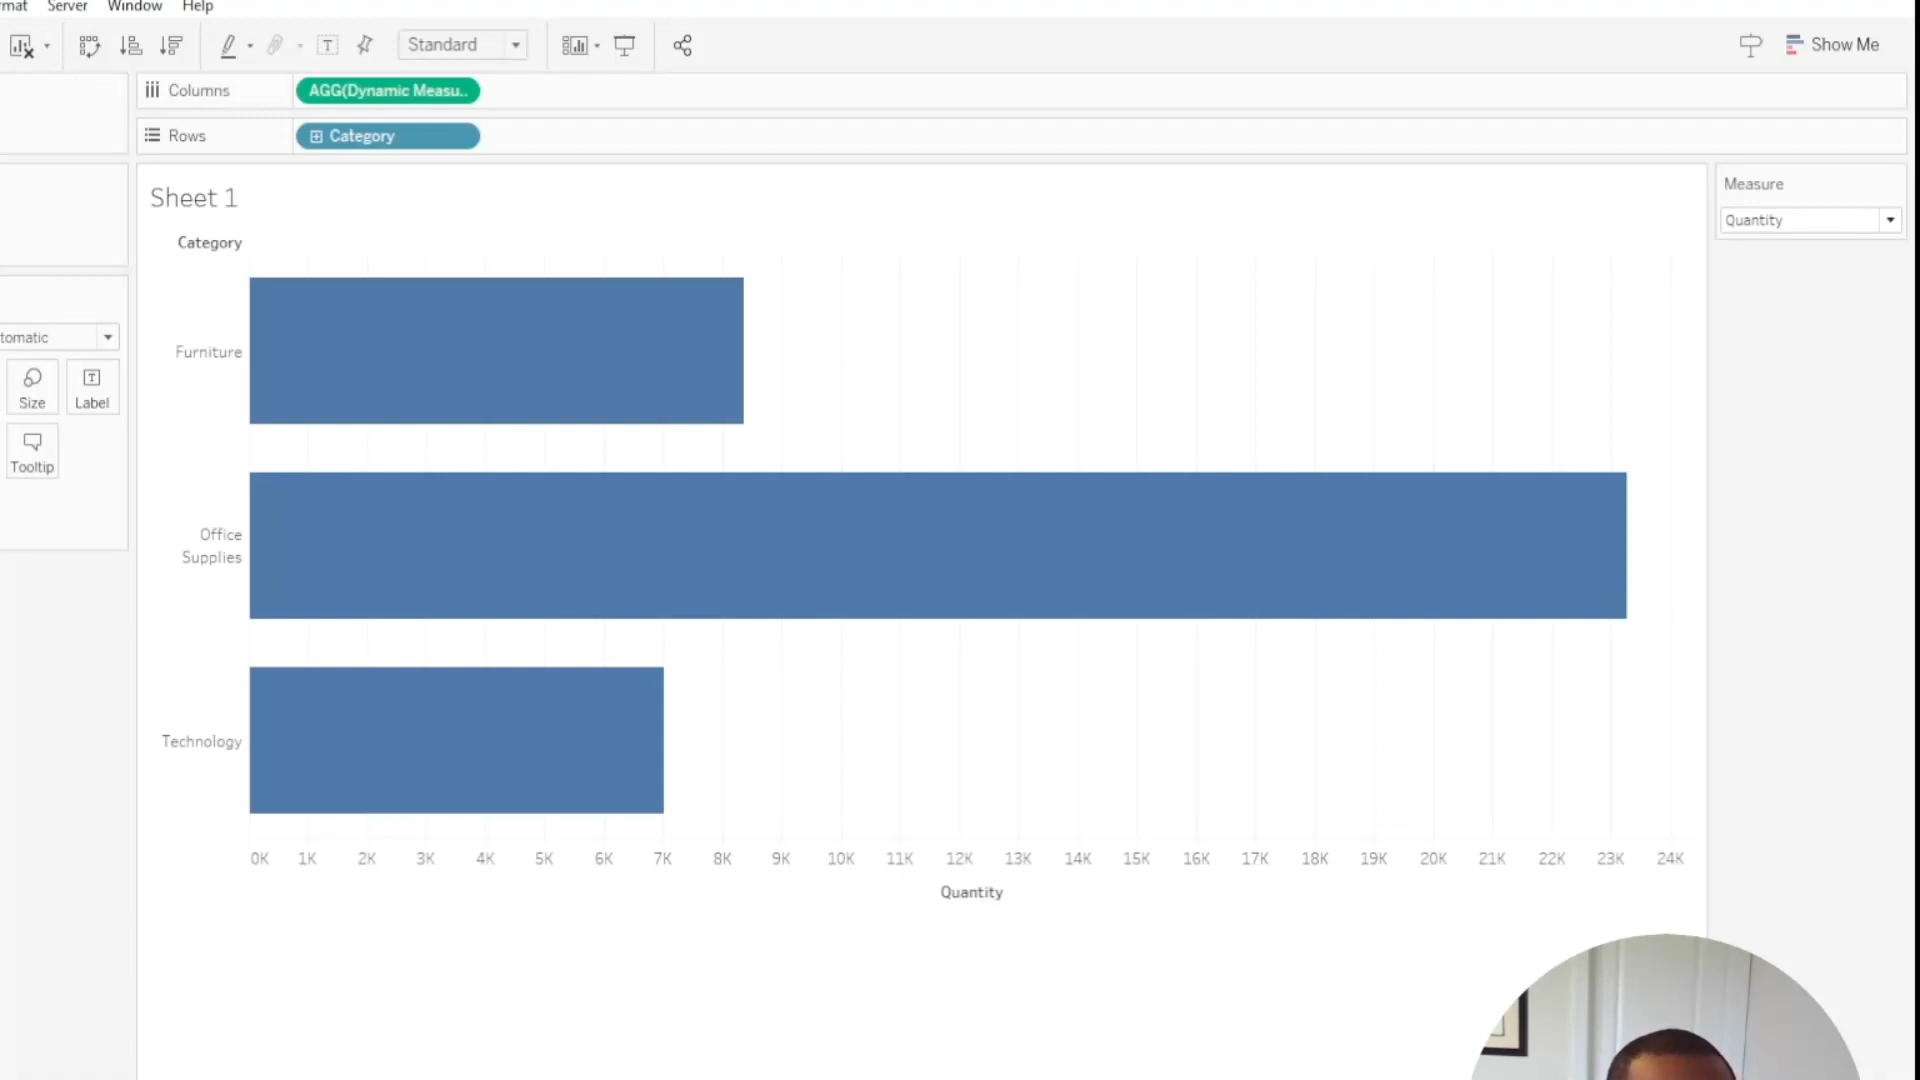 rmat Server Window Help
Standard
Show Me
Columns
AGG(Dynamic Measu..
Rows
Category
Sheet 1
Measure
Quantity
Category
tomatic
Size
Label
Tooltip
Furniture
Office
Supplies
Technology
0K 1K 2K 3K 4K 5K 6K 7K 8K 9K 10K 11K 12K 13K 14K 15K 16K 17K 18K 19K 20K 21K 22K 23K 24K
Quantity